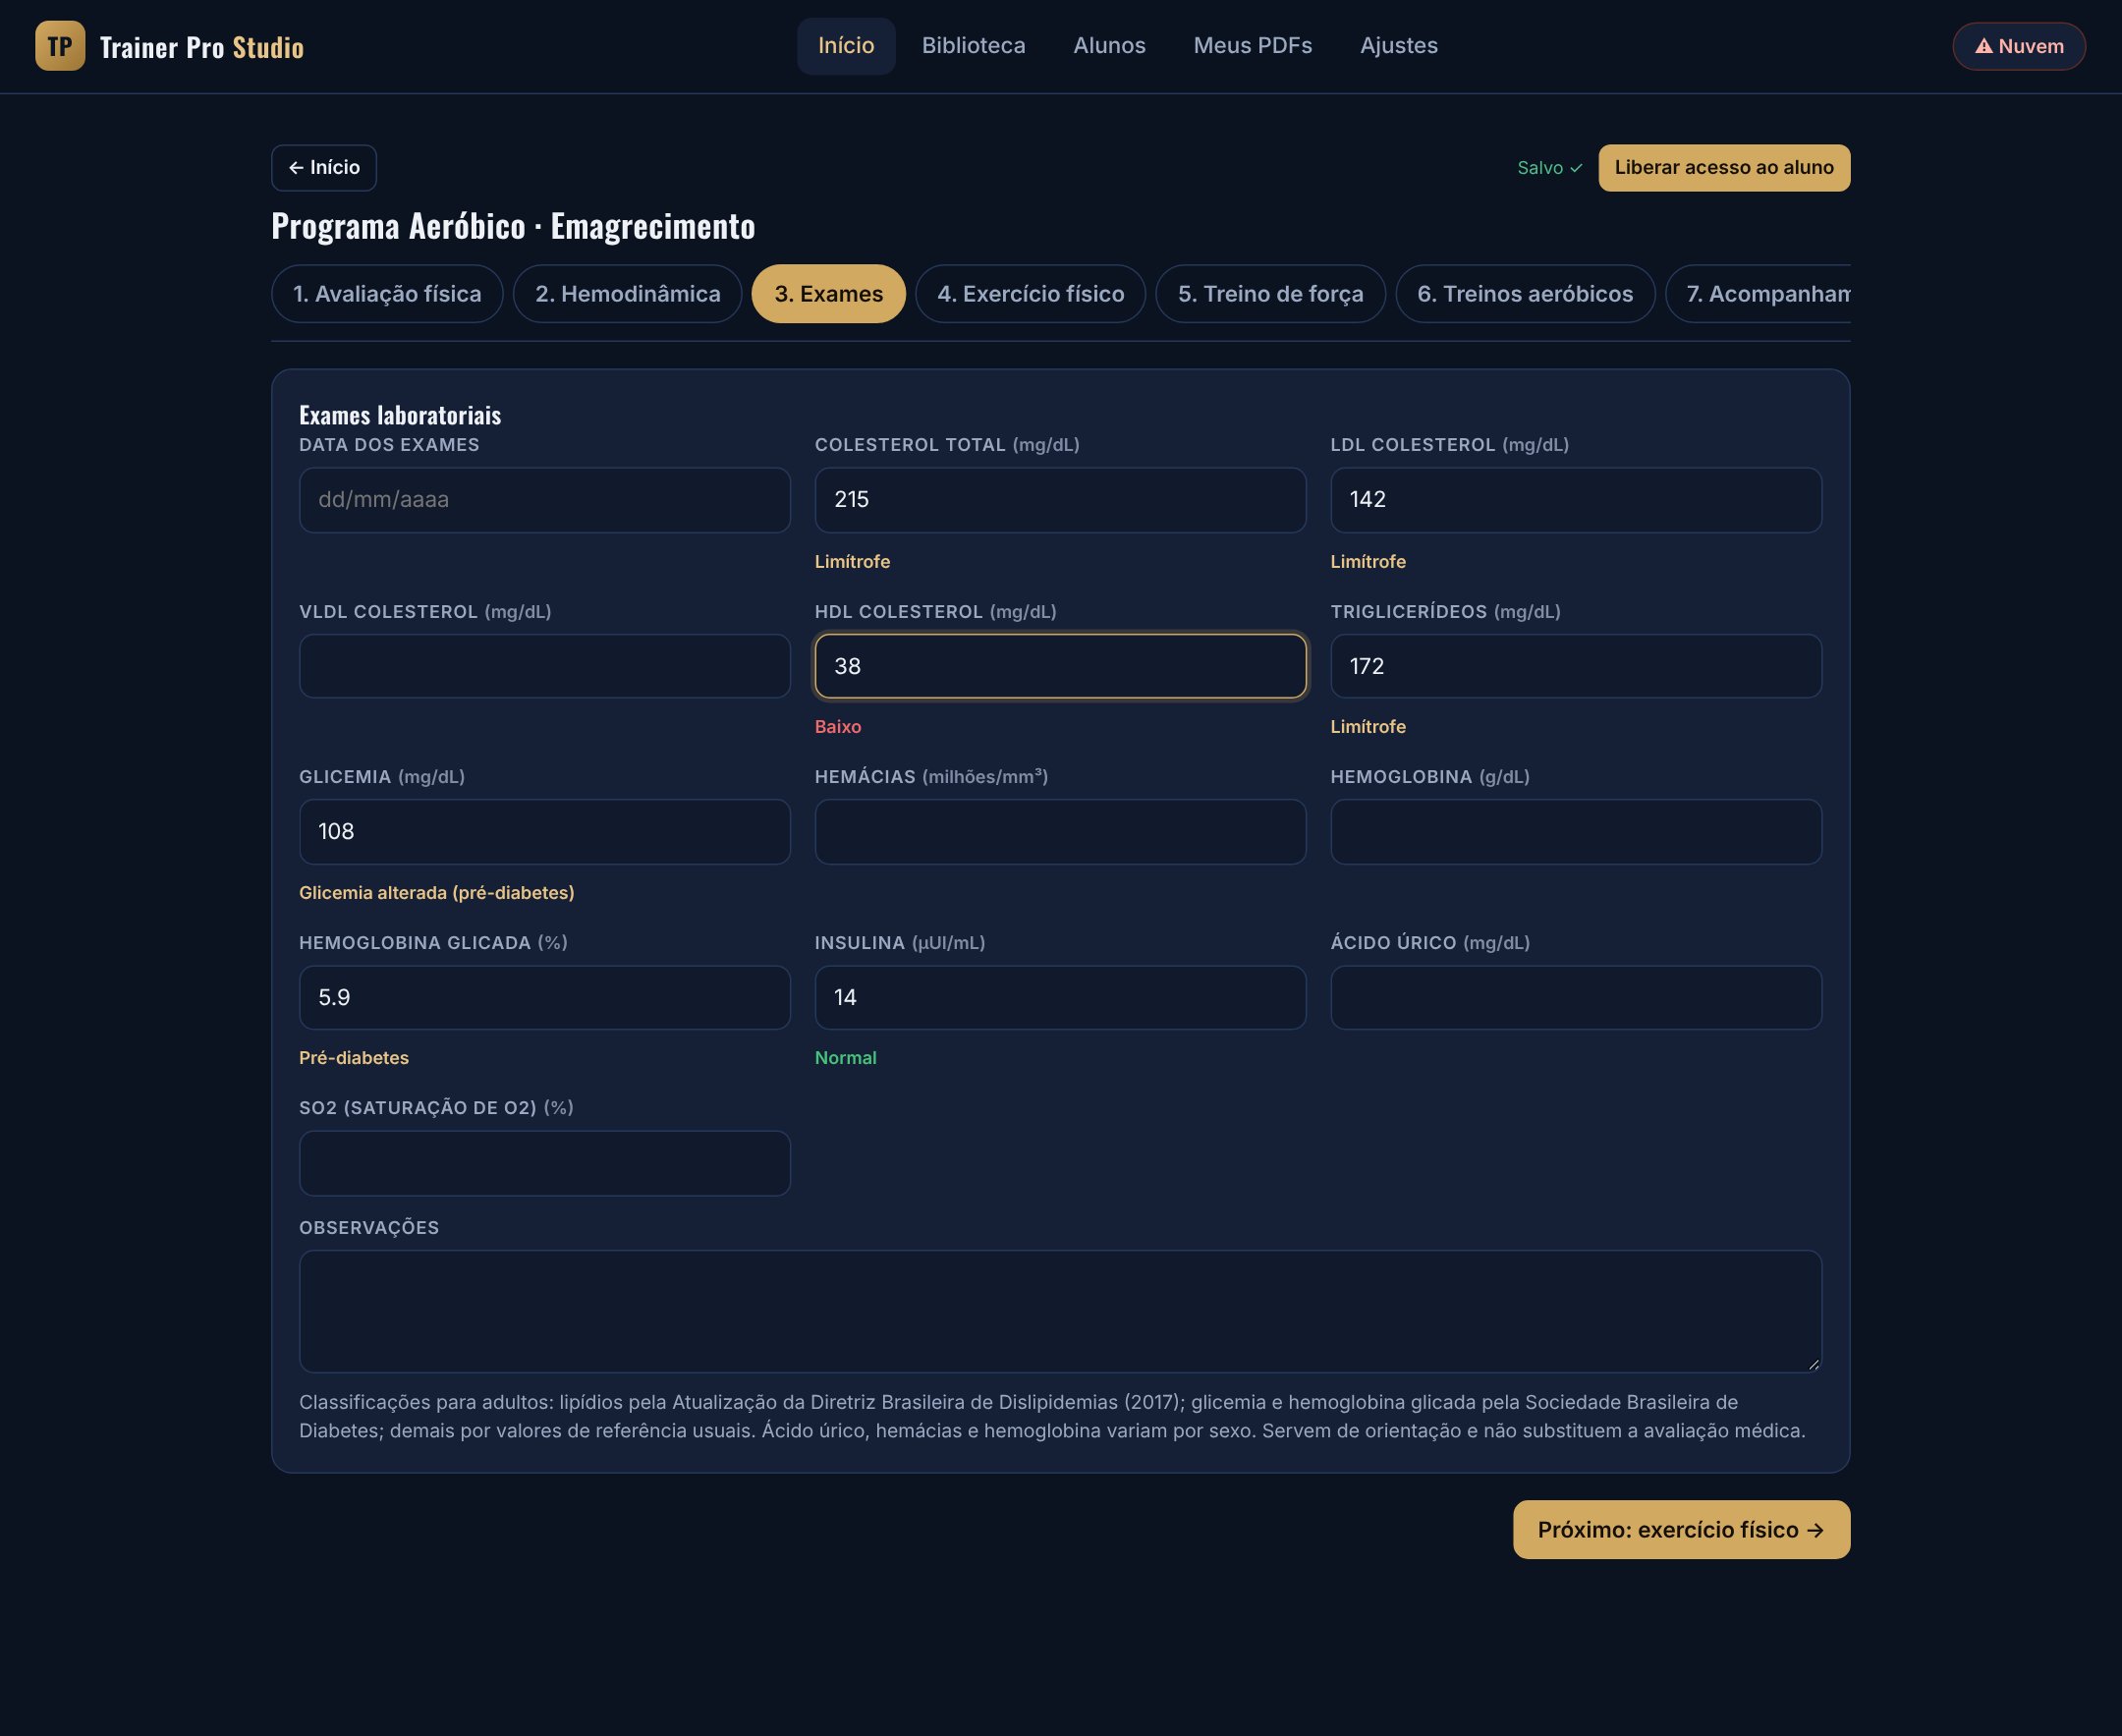 TP Trainer Pro Studio
Início Biblioteca Alunos Meus PDFs Ajustes
⚠ Nuvem
← Início
Salvo ✓ Liberar acesso ao aluno
Programa Aeróbico · Emagrecimento
1. Avaliação física 2. Hemodinâmica 3. Exames 4. Exercício físico 5. Treino de força 6. Treinos aeróbicos 7. Acompanham
Exames laboratoriais
DATA DOS EXAMES COLESTEROL TOTAL (mg/dL) LDL COLESTEROL (mg/dL)
dd/mm/aaaa 215 142
Limítrofe Limítrofe
VLDL COLESTEROL (mg/dL) HDL COLESTEROL (mg/dL) TRIGLICERÍDEOS (mg/dL)
38 172
Baixo Limítrofe
GLICEMIA (mg/dL) HEMÁCIAS (milhões/mm³) HEMOGLOBINA (g/dL)
108
Glicemia alterada (pré-diabetes)
HEMOGLOBINA GLICADA (%) INSULINA (µUI/mL) ÁCIDO ÚRICO (mg/dL)
5.9 14
Pré-diabetes Normal
SO2 (SATURAÇÃO DE O2) (%)
OBSERVAÇÕES
Classificações para adultos: lipídios pela Atualização da Diretriz Brasileira de Dislipidemias (2017); glicemia e hemoglobina glicada pela Sociedade Brasileira de
Diabetes; demais por valores de referência usuais. Ácido úrico, hemácias e hemoglobina variam por sexo. Servem de orientação e não substituem a avaliação médica.
Próximo: exercício físico →